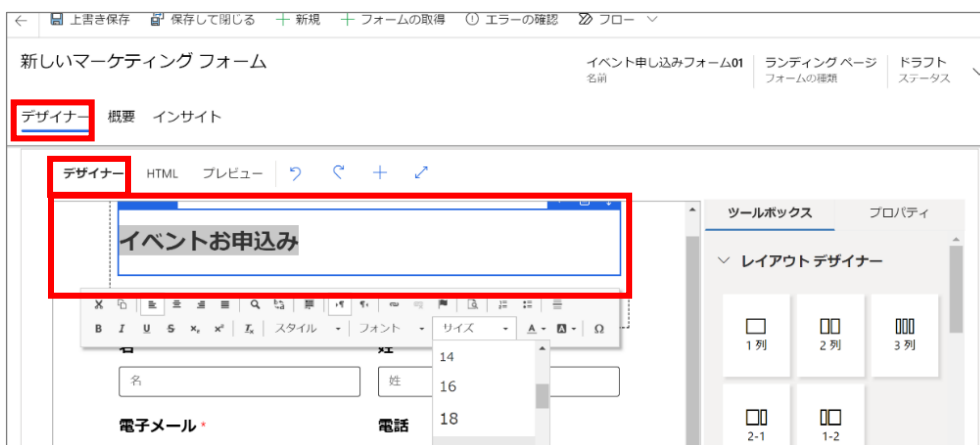 上書き保存 保存して閉じる 新規 フォームの取得 エラーの確認 フロー
新しいマーケティング フォーム
イベント申し込みフォーム01 ランディング ページ ドラフト
名前 フォームの種類 ステータス
デザイナー 概要 インサイト
デザイナー HTML プレビュー
ツールボックス プロパティ
イベントお申込み
レイアウト デザイナー
B I U S x₂ x² Iₓ スタイル フォント サイズ A A Ω
1 列 2 列 3 列
名 姓
14
名 姓
16
電子メール * 電話
18
2-1 1-2